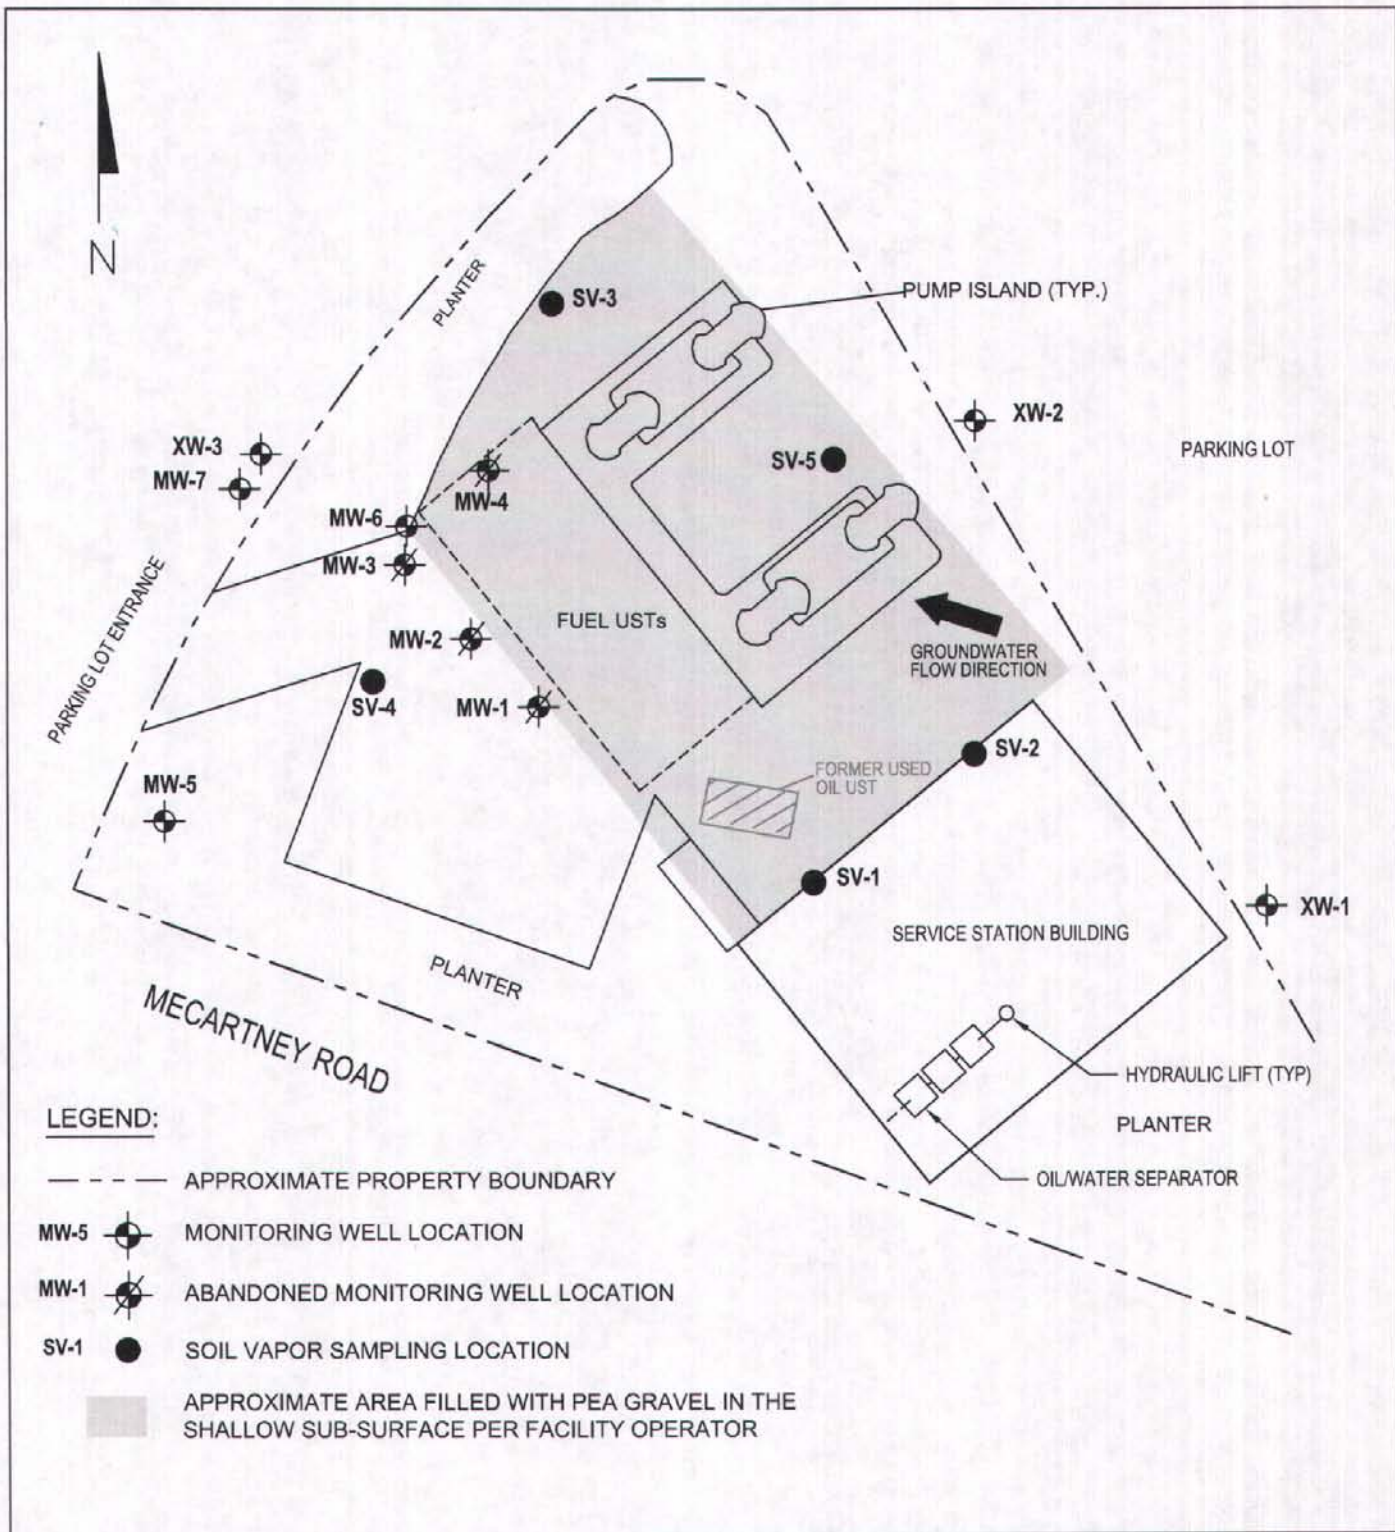 N
PLANTER
SV-3
PUMP ISLAND (TYP.)
XW-2
PARKING LOT
XW-3
MW-7
SV-5
MW-4
MW-6
MW-3
PARKING LOT ENTRANCE
FUEL USTs
MW-2
GROUNDWATER
FLOW DIRECTION
SV-4
MW-1
SV-2
FORMER USED
OIL UST
MW-5
SV-1
XW-1
SERVICE STATION BUILDING
PLANTER
MECARTNEY ROAD
HYDRAULIC LIFT (TYP)
PLANTER
OIL/WATER SEPARATOR
LEGEND:
APPROXIMATE PROPERTY BOUNDARY
MW-5 MONITORING WELL LOCATION
MW-1 ABANDONED MONITORING WELL LOCATION
SV-1 SOIL VAPOR SAMPLING LOCATION
APPROXIMATE AREA FILLED WITH PEA GRAVEL IN THE
SHALLOW SUB-SURFACE PER FACILITY OPERATOR